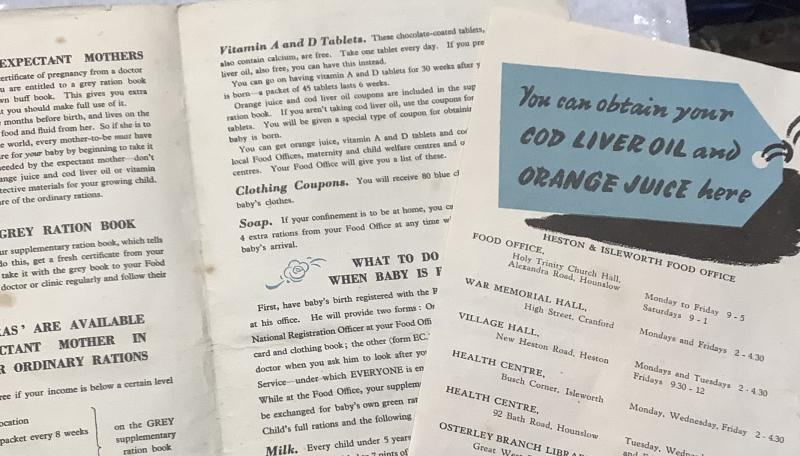 EXPECTANT MOTHERS
certificate of pregnancy from a doctor
are entitled to a grey ration book
buff book. This gives you extra
you should make full use of it.
months before birth, and lives on the
food and fluid from her. So if she is to
world, every mother-to-be must have
for your baby by beginning to take it
needed by the expectant mother—don't
orange juice and cod liver oil or vitamin
protective materials for your growing child.
of the ordinary rations.
GREY RATION BOOK
supplementary ration book, which tells
do this, get a fresh certificate from your
take it with the grey book to your Food
doctor or clinic regularly and follow their
AS' ARE AVAILABLE
MOTHER IN
ORDINARY RATIONS
if your income is below a certain level
packet every 8 weeks
on the GREY
supplementary
ration book
Vitamin A and D Tablets. These chocolate-coated tablets,
also contain calcium, are free. Take one tablet every day. If you
liver oil, also free, you can have this instead.
You can go on having vitamin A and D tablets for 30 weeks after
is born—a packet of 45 tablets lasts 6 weeks.
Orange juice and cod liver oil coupons are included in the
ration book. If you aren't taking cod liver oil, use the coupons for
tablets. You will be given a special type of coupon for
baby is born.
You can get orange juice, vitamin A and D tablets and
local Food Offices, maternity and child welfare centres and
centres. Your Food Office will give you a list of these.
Clothing Coupons. You will receive 80 blue
baby's clothes.
Soap. If your confinement is to be at home, you
4 extra rations from your Food Office at any time
baby's arrival.
WHAT TO DO
WHEN BABY IS
First, have baby's birth registered with the
at his office. He will provide two forms: 
National Registration Officer at your Food
card and clothing book; the other (form EC.
doctor when you ask him to look after
Service—under which EVERYONE is
While at the Food Office, your
be exchanged for baby's own green
Child's full rations and the following
Milk. Every child under 5 years
pints of
You can obtain your
COD LIVER OIL and
ORANGE JUICE here
HESTON & ISLEWORTH FOOD OFFICE
FOOD OFFICE,
Holy Trinity Church Hall,
Alexandra Road, Hounslow
Monday to Friday 9 - 5
Saturdays 9 - 1
WAR MEMORIAL HALL,
High Street, Cranford
Mondays and Fridays 2 - 4.30
VILLAGE HALL,
New Heston Road, Heston
Mondays and Tuesdays 2 - 4.30
Fridays 9.30 - 12
HEALTH CENTRE,
Busch Corner, Isleworth
Monday, Wednesday, Friday 2 - 4.30
HEALTH CENTRE,
92 Bath Road, Hounslow
Tuesday,
OSTERLEY BRANCH
Great